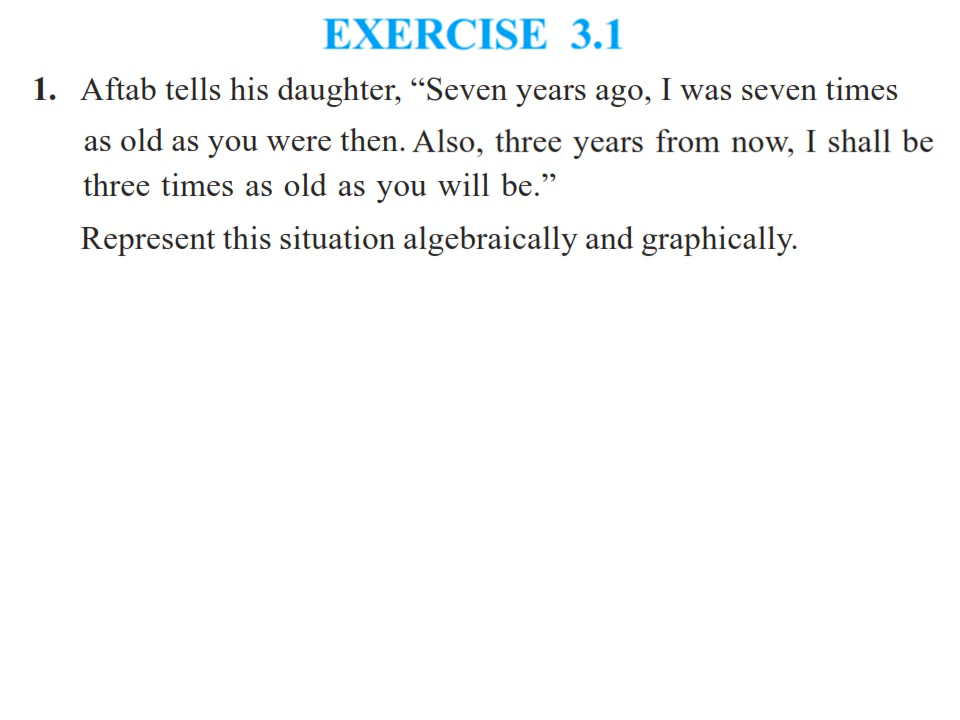 EXERCISE 3.1
1. Aftab tells his daughter, “Seven years ago, I was seven times
as old as you were then. Also, three years from now, I shall be
three times as old as you will be.”
Represent this situation algebraically and graphically.